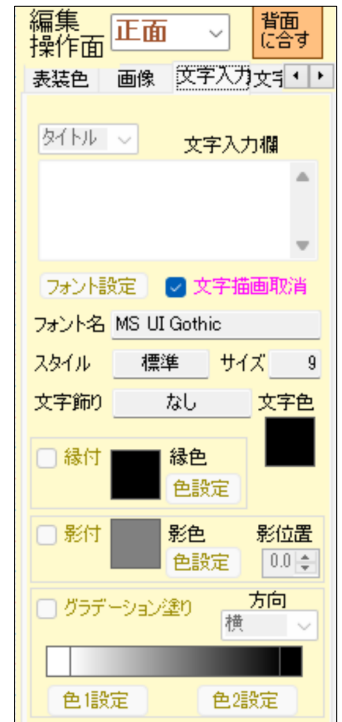 編集
操作面 正面 背面
に合す
表装色 画像 文字入力 文字
タイトル 文字入力欄
フォント設定 文字描画取消
フォント名 MS UI Gothic
スタイル 標準 サイズ 9
文字飾り なし 文字色
縁付 縁色
色設定
影付 影色 影位置
色設定 0.0
グラデーション塗り 方向
横
色1設定 色2設定